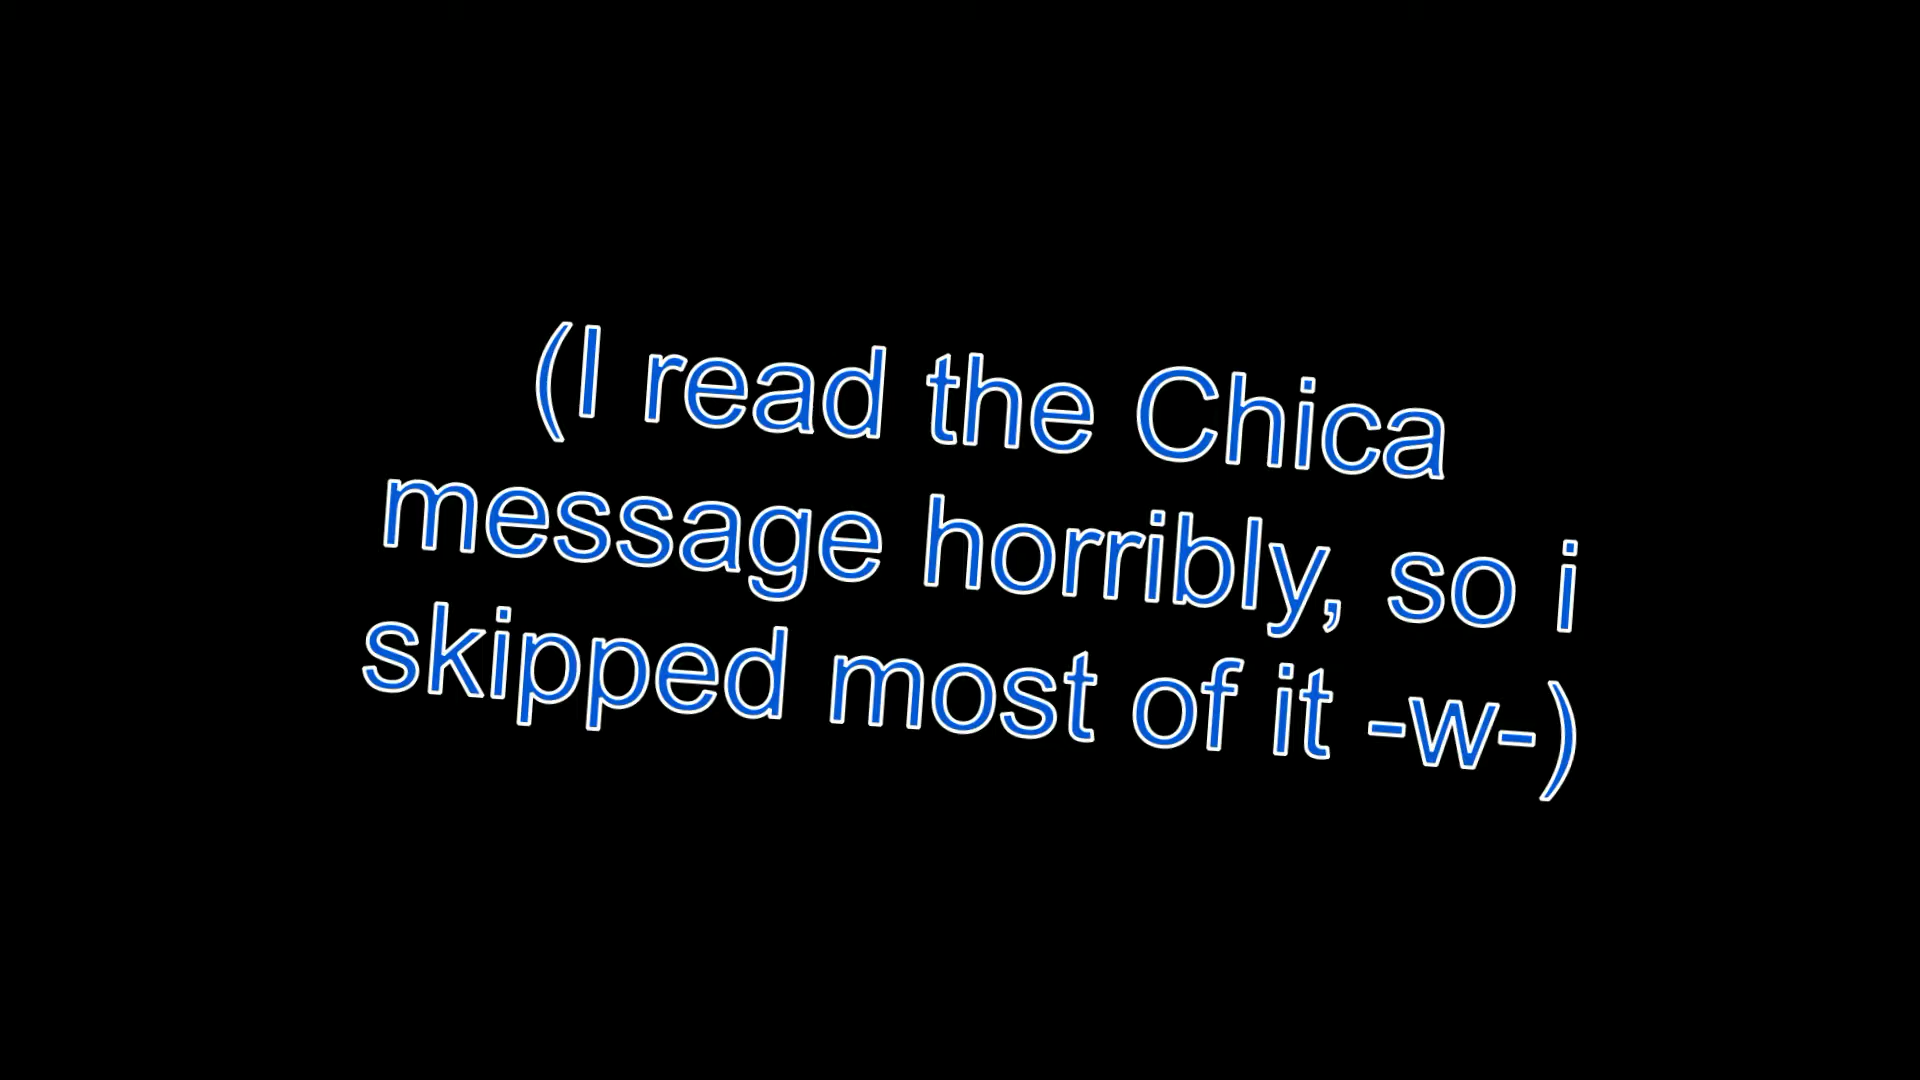 (I read the Chica
message horribly, so i
skipped most of it -w-)